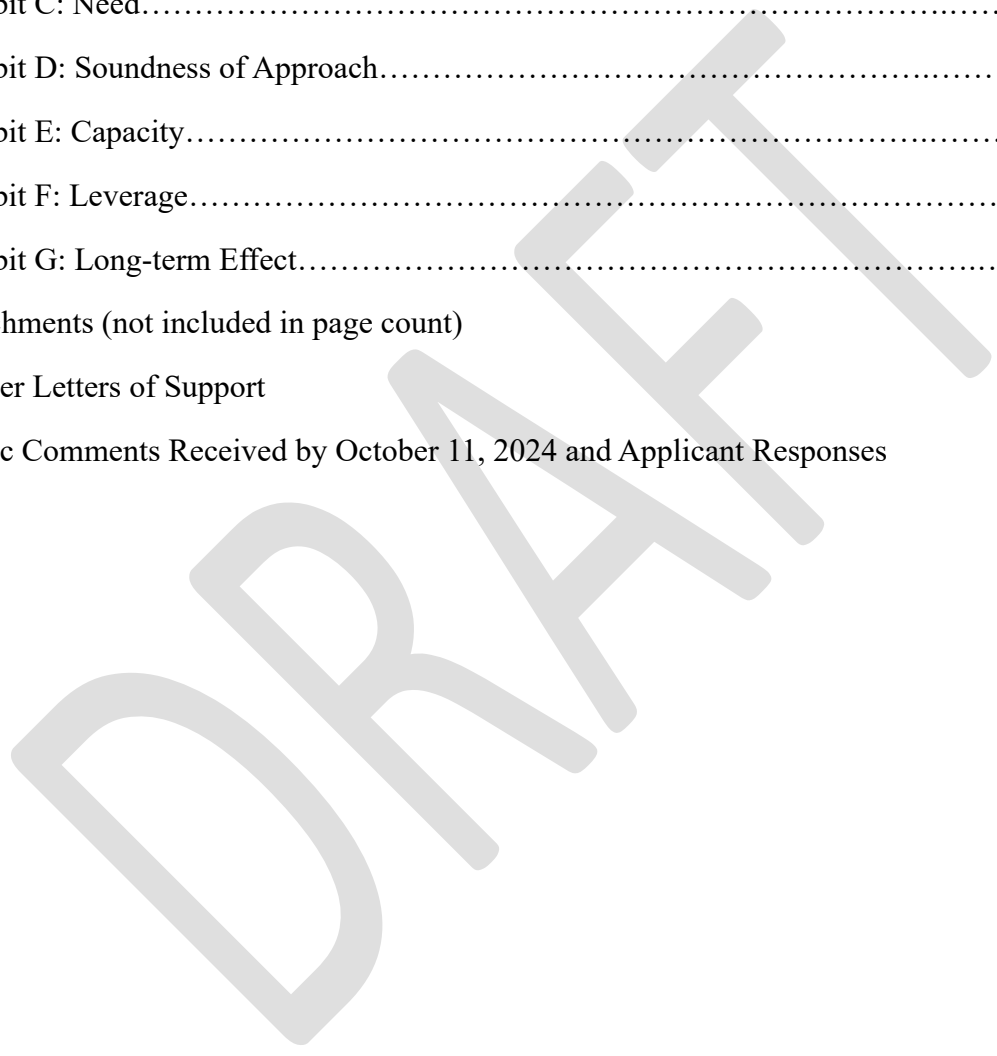 bit C: Need……………………………………………………………………………..…
bit D: Soundness of Approach……………………………………………………..……
bit E: Capacity…………………………………………………………………………..……
bit F: Leverage……………………………………………………………………………
bit G: Long-term Effect………………………………………………………………..…
chments (not included in page count)
er Letters of Support
c Comments Received by October 11, 2024 and Applicant Responses
DRAFT